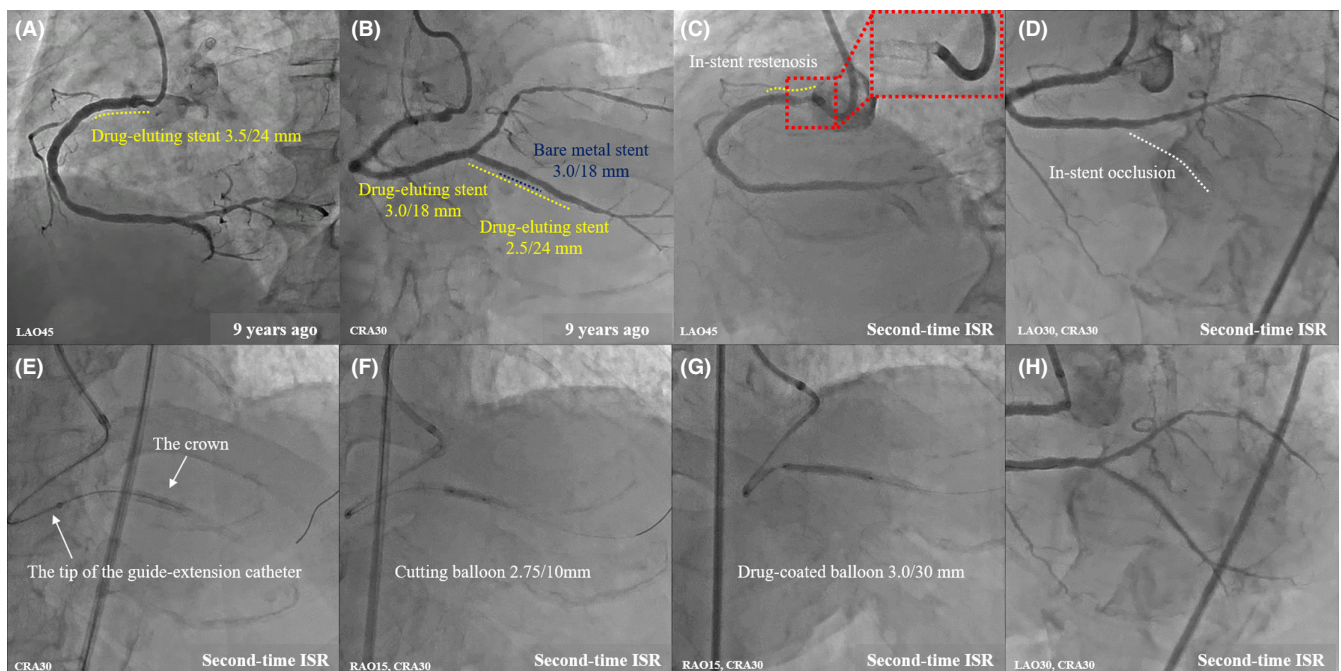 (A)
Drug-eluting stent 3.5/24 mm
LAO45
9 years ago
(B)
Bare metal stent
3.0/18 mm
Drug-eluting stent
3.0/18 mm
Drug-eluting stent
2.5/24 mm
CRA30
9 years ago
(C)
In-stent restenosis
LAO45
Second-time ISR
(D)
In-stent occlusion
LAO30, CRA30
Second-time ISR
(E)
The crown
The tip of the guide-extension catheter
CRA30
Second-time ISR
(F)
Cutting balloon 2.75/10mm
RAO15, CRA30
Second-time ISR
(G)
Drug-coated balloon 3.0/30 mm
RAO15, CRA30
Second-time ISR
(H)
LAO30, CRA30
Second-time ISR